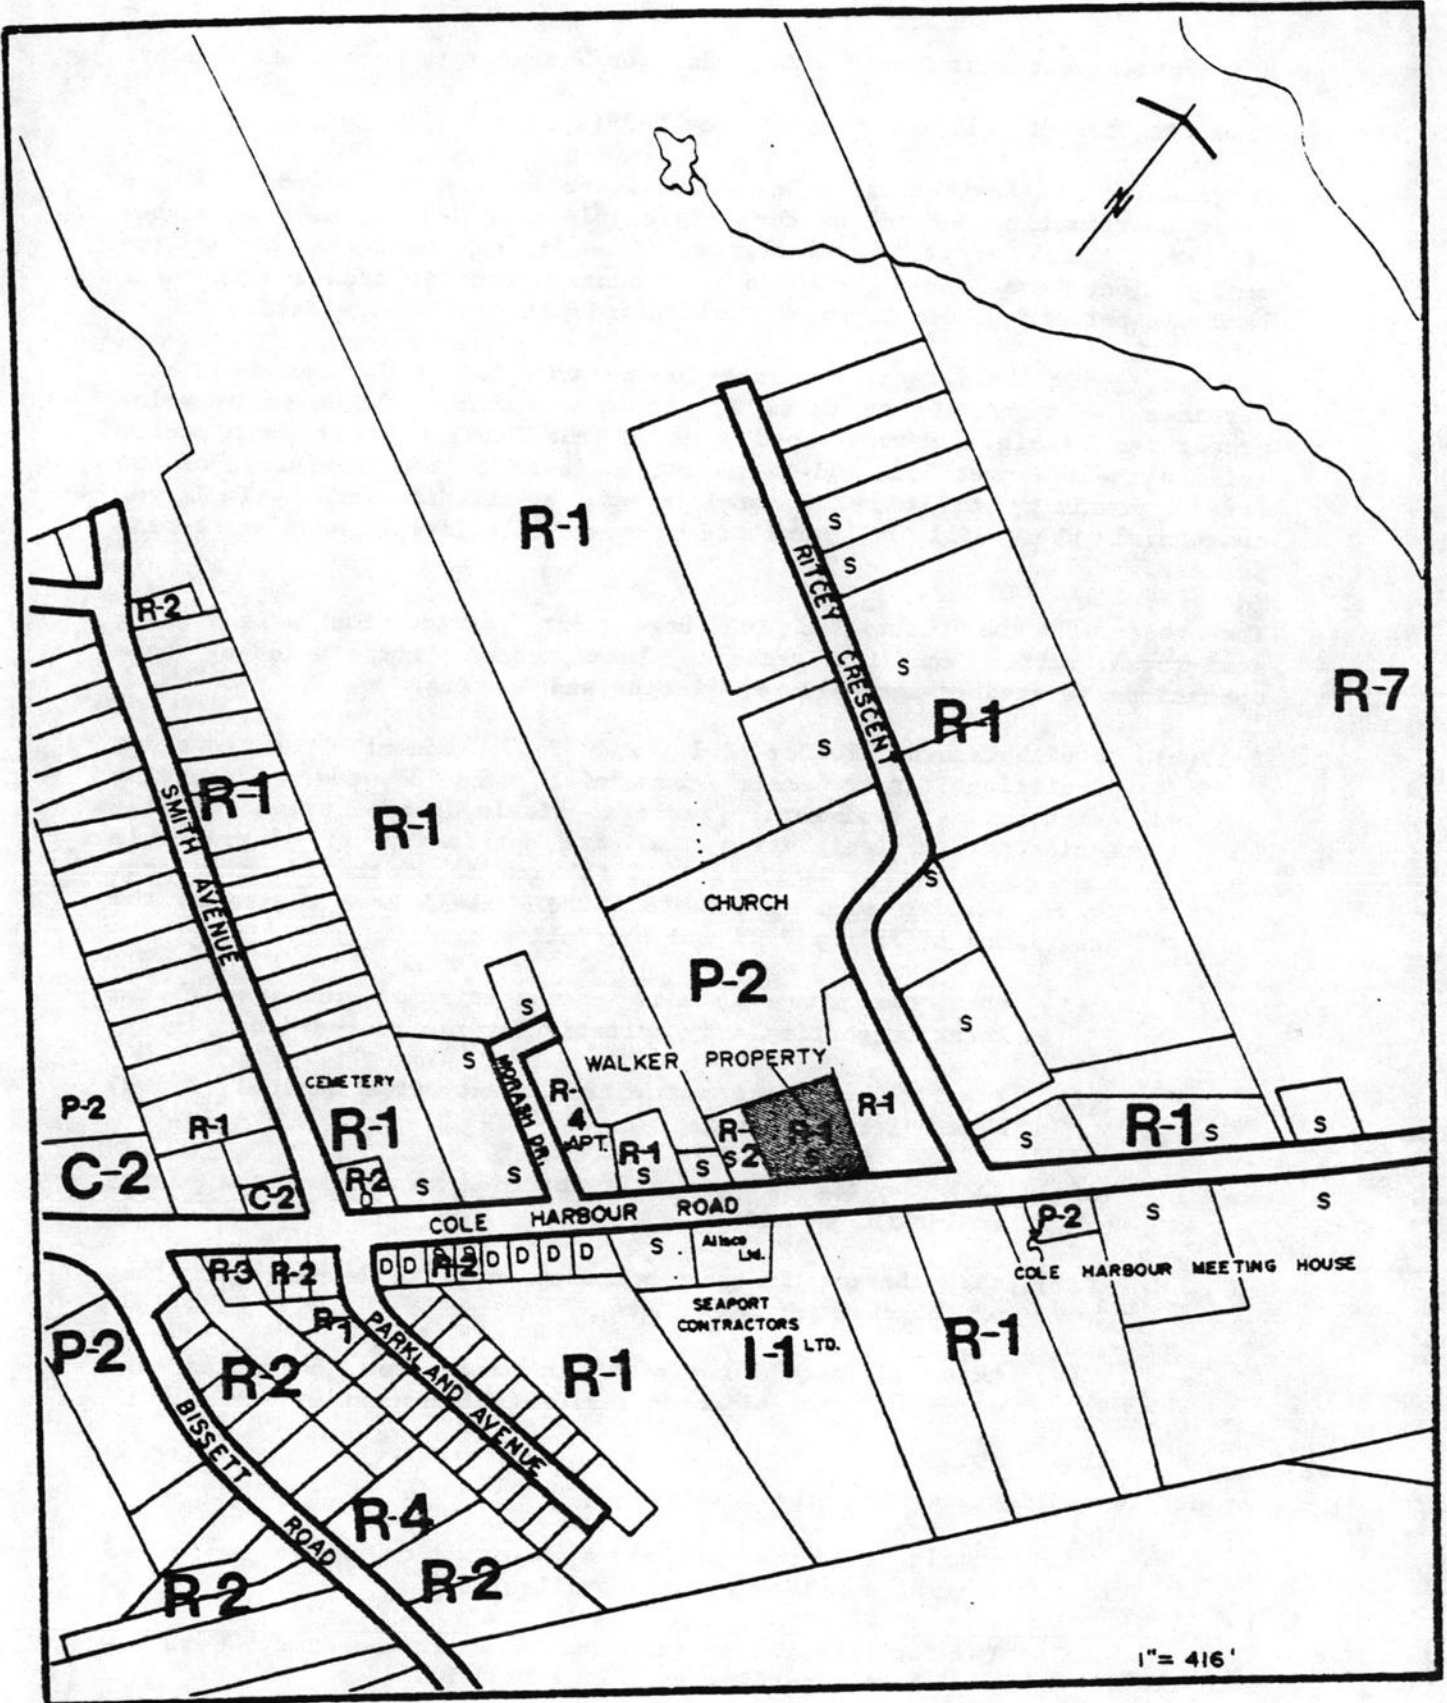 N
R-1
S
S
RITCEY CRESCENT
R-2
S
R-7
R-1
S
R-1
SMITH AVENUE
R-1
S
CHURCH
P-2
S
S
S
WALKER PROPERTY
CEMETERY
R-4
APT.
P-2
R-1
R-1
R-1
R-2
R-1
R-1
R-1
S
S
S
S
S
S
S
S
C-2
C-2
R-2
D
S
S
COLE HARBOUR ROAD
P-2
S
S
R-3
R-2
D
D
R-2
D
D
D
D
S
Alisco Ltd.
COLE HARBOUR MEETING HOUSE
SEAPORT
CONTRACTORS
LTD.
R-1
P-2
R-2
PARKLAND AVENUE
R-1
I-1
R-1
BISSETT ROAD
R-4
R-2
R-2
1" = 416'